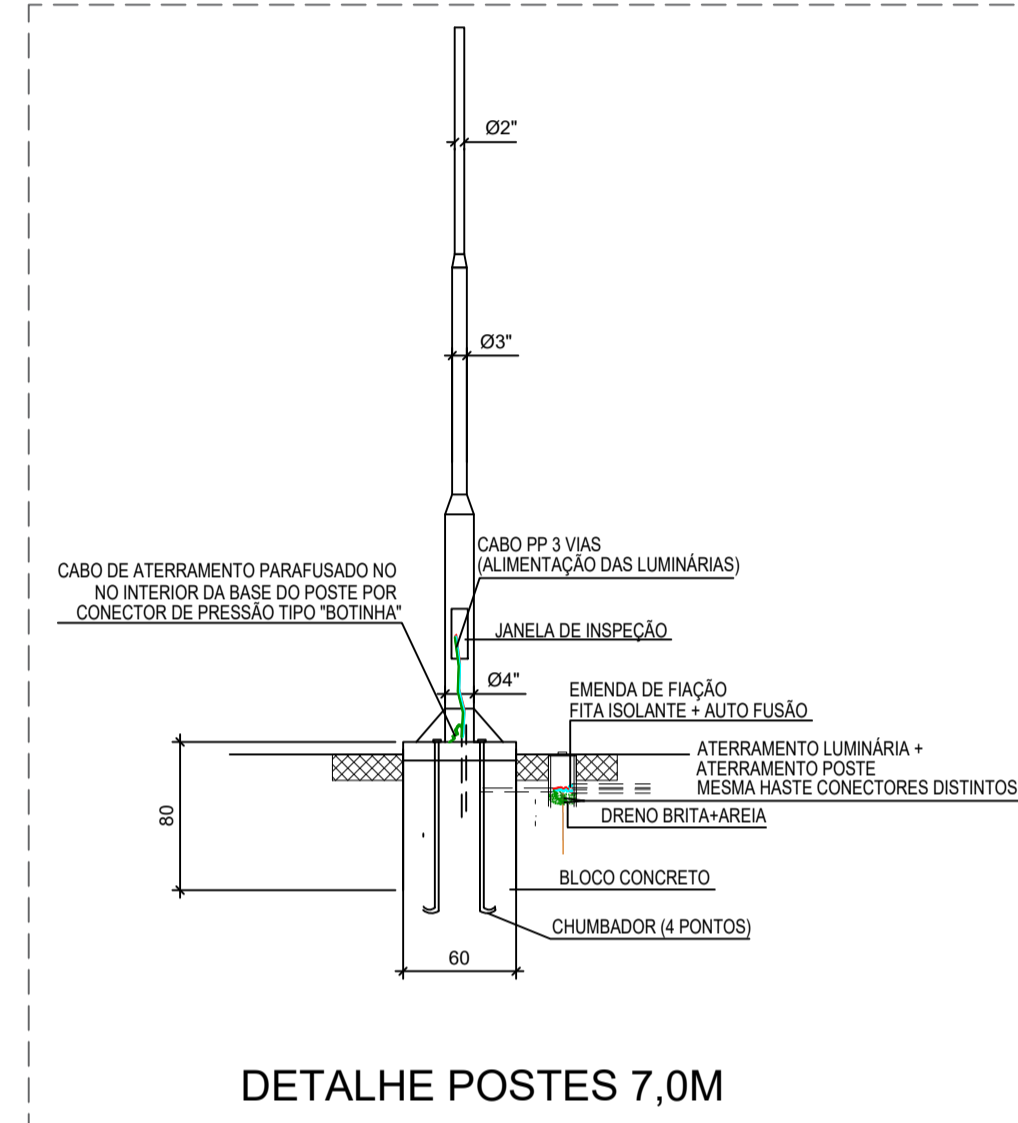 Ø2"
Ø3"
CABO PP 3 VIAS
(ALIMENTAÇÃO DAS LUMINÁRIAS)
CABO DE ATERRAMENTO PARAFUSADO NO
NO INTERIOR DA BASE DO POSTE POR
CONECTOR DE PRESSÃO TIPO "BOTINHA"
JANELA DE INSPEÇÃO
Ø4"
EMENDA DE FIAÇÃO
FITA ISOLANTE + AUTO FUSÃO
ATERRAMENTO LUMINÁRIA +
ATERRAMENTO POSTE
MESMA HASTE CONECTORES DISTINTOS
80
DRENO BRITA+AREIA
BLOCO CONCRETO
CHUMBADOR (4 PONTOS)
60
DETALHE POSTES 7,0M